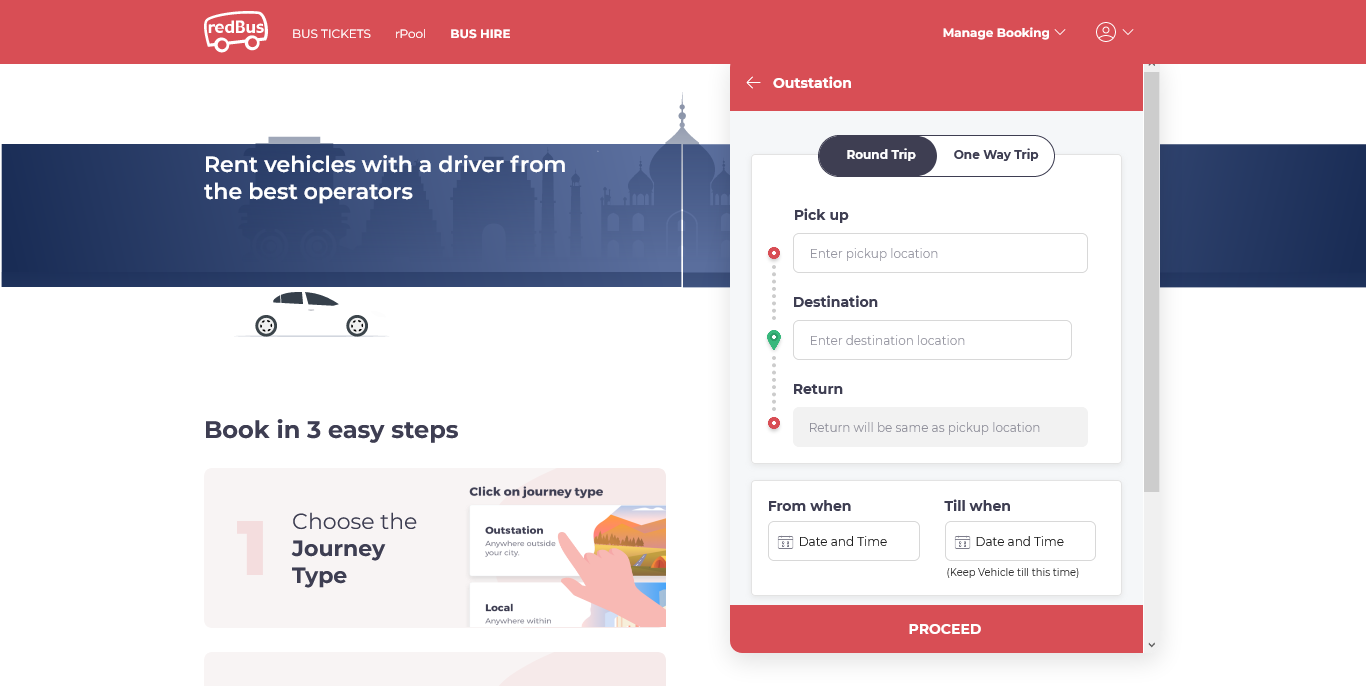 redBus
BUS TICKETS
rPool
BUS HIRE
Manage Booking
Outstation
Rent vehicles with a driver from
the best operators
Round Trip
One Way Trip
Pick up
Enter pickup location
Destination
Enter destination location
Return
Return will be same as pickup location
From when
Till when
Date and Time
Date and Time
(Keep Vehicle till this time)
PROCEED
Book in 3 easy steps
1
Choose the
Journey
Type
Click on journey type
Outstation
Anywhere outside
your city.
Local
Anywhere within